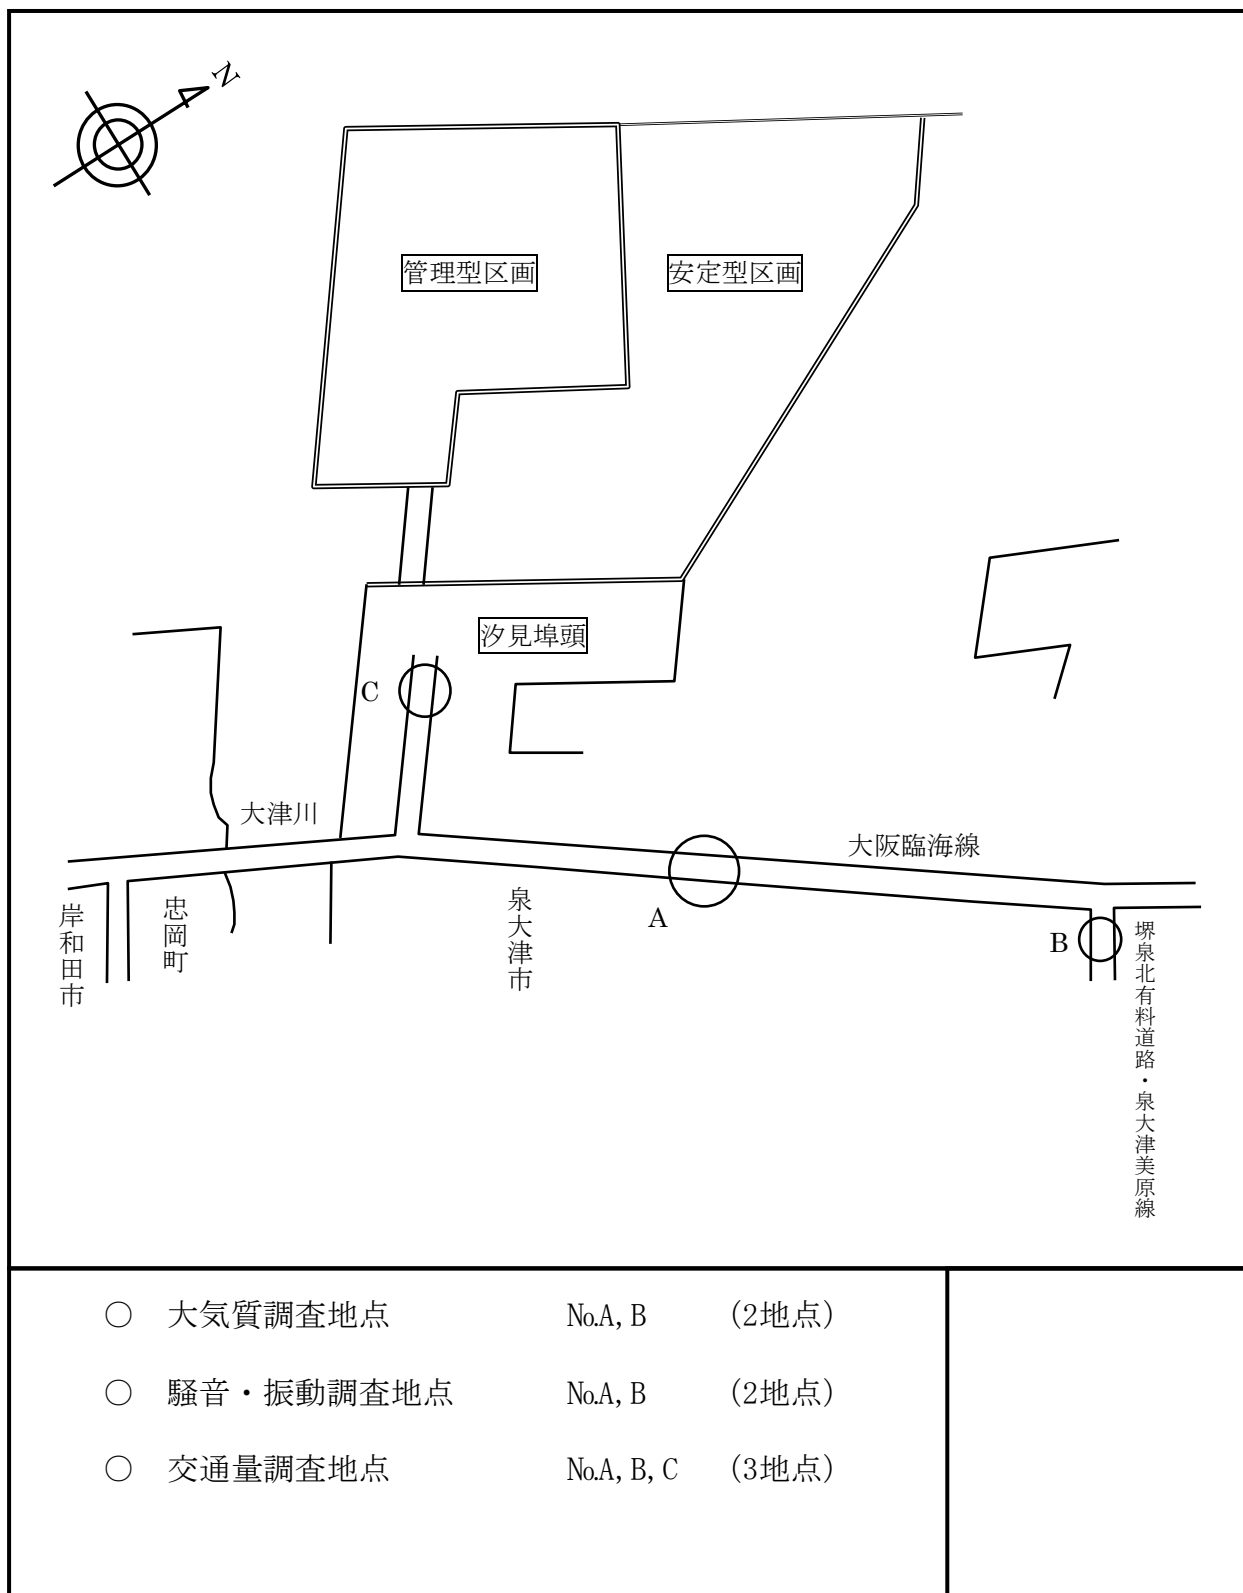 N
管理型区画
安定型区画
汐見埠頭
C
大津川
大阪臨海線
A
B
岸和田市
忠岡町
泉大津市
堺泉北有料道路・泉大津美原線
○ 大気質調査地点 №A, B (2地点)
○ 騒音・振動調査地点 №A, B (2地点)
○ 交通量調査地点 №A, B, C (3地点)